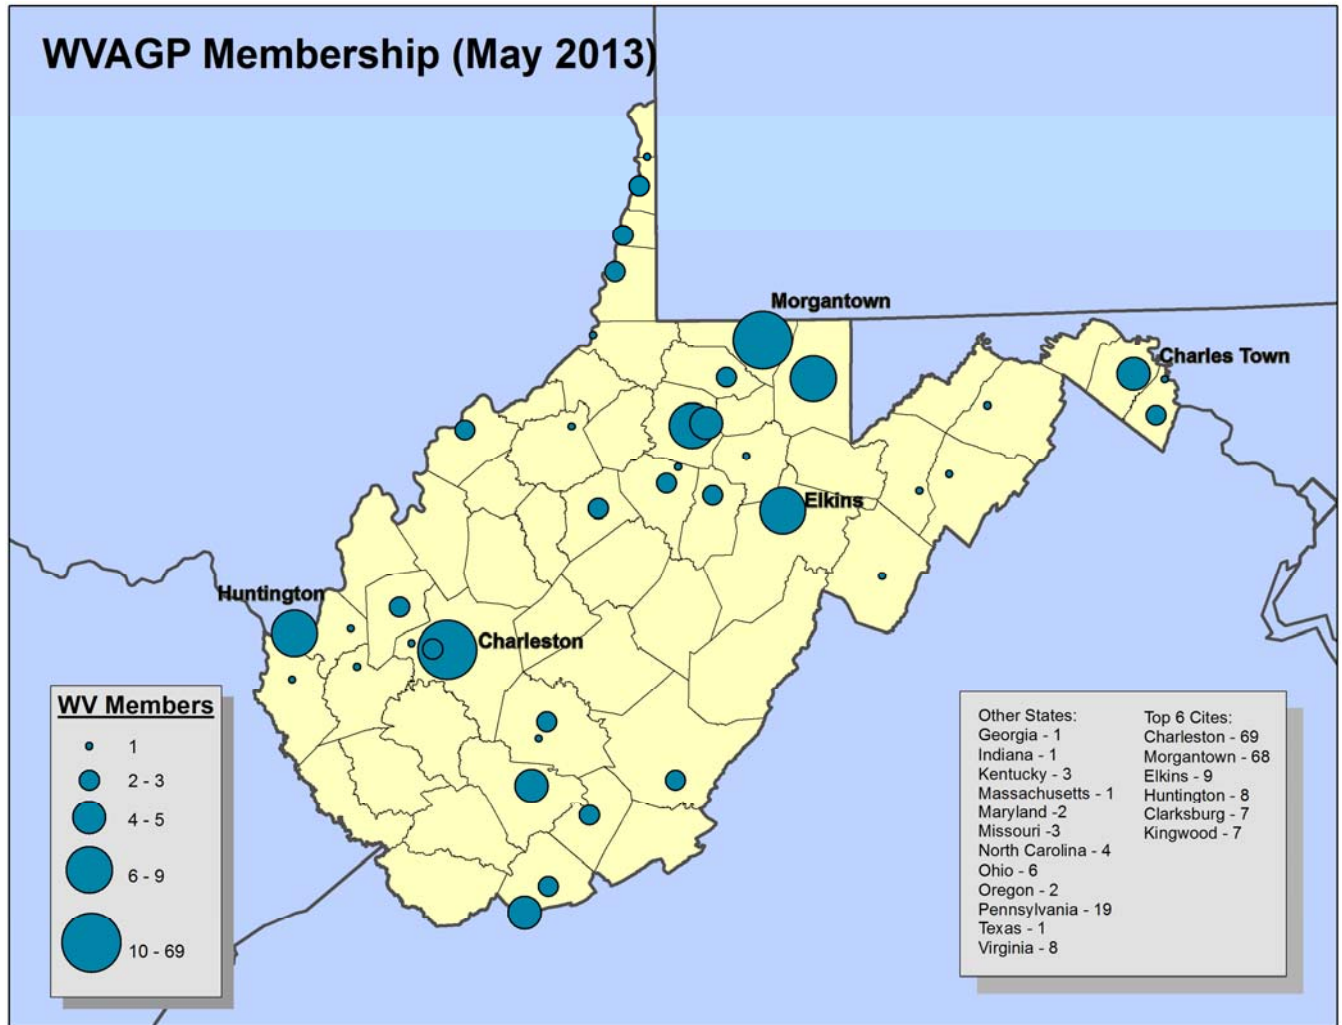 WVAGP Membership (May 2013)
Morgantown
Charles Town
Elkins
Huntington
Charleston
WV Members
1
2 - 3
4 - 5
6 - 9
10 - 69
Other States:
Georgia - 1
Indiana - 1
Kentucky - 3
Massachusetts - 1
Maryland -2
Missouri -3
North Carolina - 4
Ohio - 6
Oregon - 2
Pennsylvania - 19
Texas - 1
Virginia - 8
Top 6 Cites:
Charleston - 69
Morgantown - 68
Elkins - 9
Huntington - 8
Clarksburg - 7
Kingwood - 7